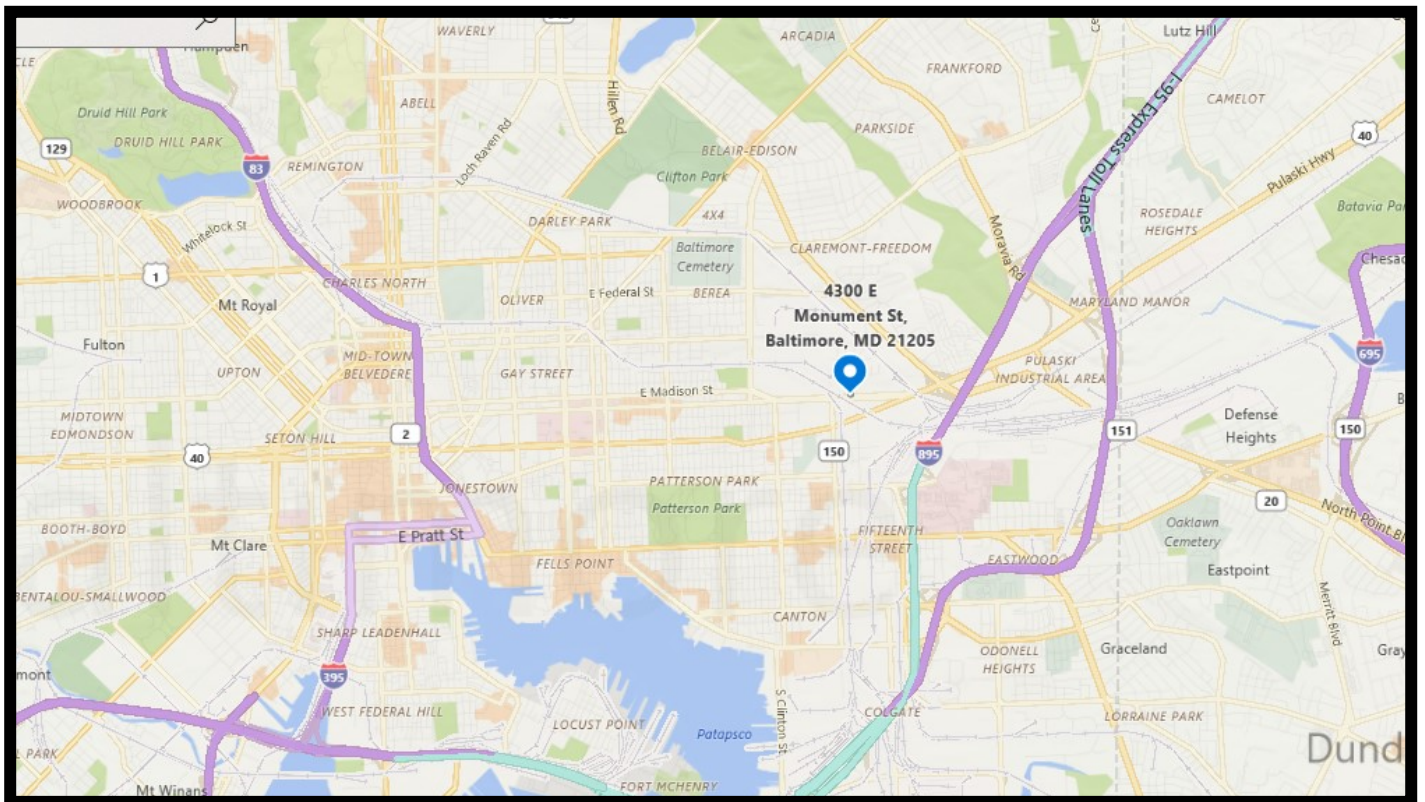 WAVERLY
ARCADIA
Lutz Hill
Hampden
FRANKFORD
ABELL
Hillen Rd
I-95 Express Toll Lanes
CAMELOT
Druid Hill Park
DRUID HILL PARK
129
PARKSIDE
40
83
REMINGTON
Loch Raven Rd
BELAIR-EDISON
Clifton Park
Pulaski Hwy
WOODBROOK
Whitelock St
DARLEY PARK
4X4
Moravia Rd
ROSEDALE
HEIGHTS
Baltimore
Cemetery
CLAREMONT-FREEDOM
1
CHARLES NORTH
Mt Royal
OLIVER
E Federal St
BEREA
4300 E
Monument St,
Baltimore, MD 21205
MARYLAND MANOR
Fulton
UPTON
MID-TOWN
BELVEDERE
GAY STREET
E Madison St
PULASKI
INDUSTRIAL AREA
695
MIDTOWN
EDMONDSON
SETON HILL
2
40
150
895
151
Defense
Heights
150
JONESTOWN
PATTERSON PARK
Patterson Park
20
North Point Bl
BOOTH-BOYD
Mt Clare
E Pratt St
FELLS POINT
FIFTEENTH
STREET
EASTWOOD
Oaklawn
Cemetery
Eastpoint
BENTALOU-SMALLWOOD
CANTON
Merritt Blvd
SHARP LEADENHALL
395
ODONELL
HEIGHTS
Graceland
Gray
mont
WEST FEDERAL HILL
LOCUST POINT
Patapsco
S Clinton St
COLGATE
LORRAINE PARK
PARK
Dund
Mt Winans
FORT MCHENRY
Batavia Par
Chesac